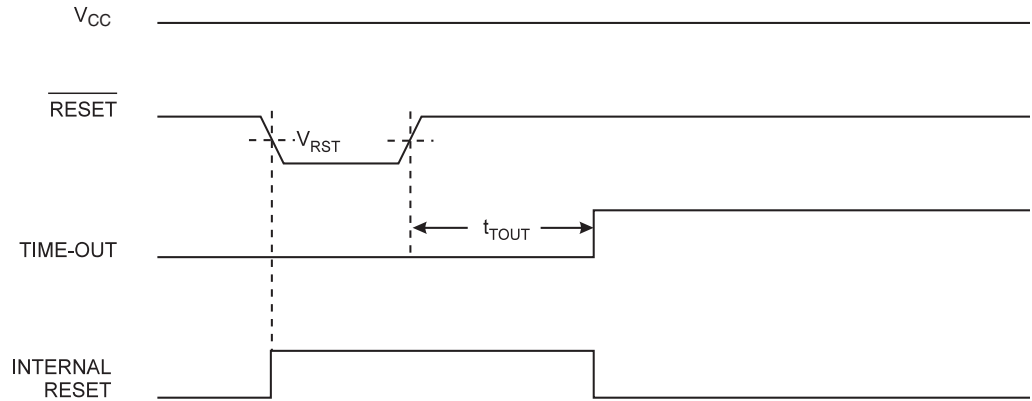 VCC
RESET
VRST
tTOUT
TIME-OUT
INTERNAL
RESET